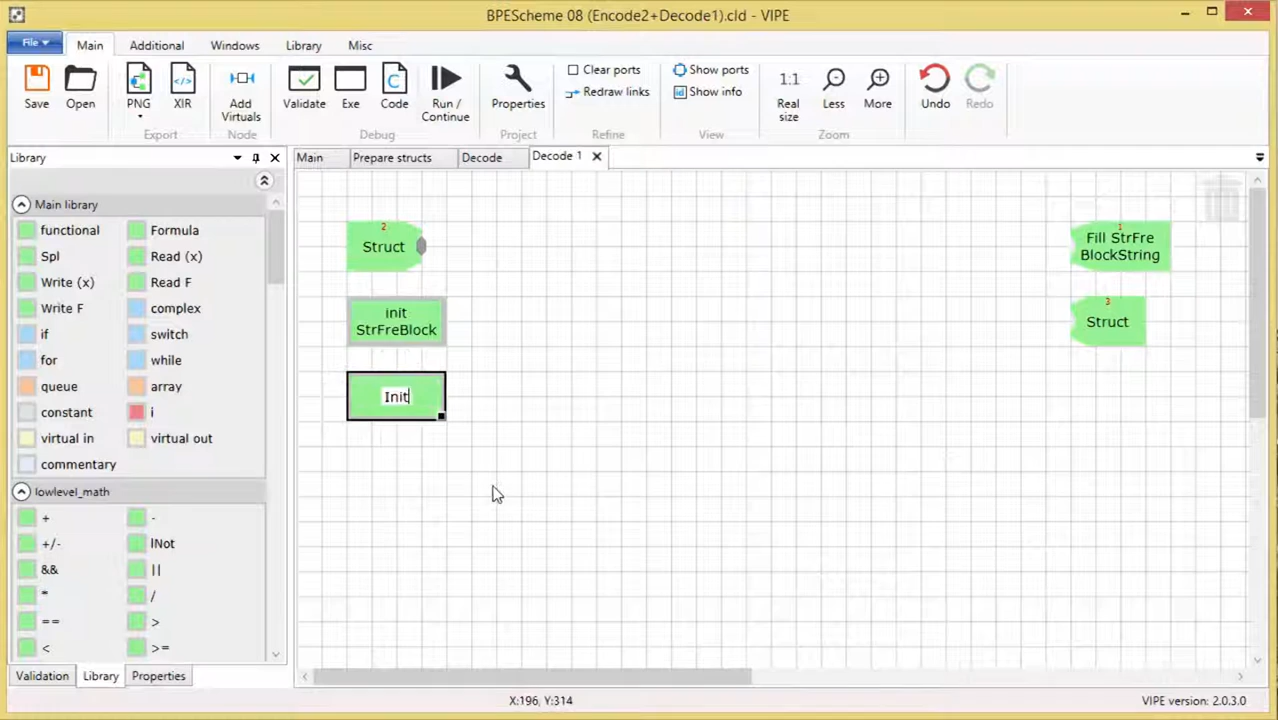 BPEScheme 08 (Encode2+Decode1).cld - VIPE
File Main Additional Windows Library Misc
Save Open PNG XIR Add Virtuals Validate Exe Code Run / Continue Properties Clear ports Redraw links Show ports Show info 1:1 Real size Less More Undo Redo
Export Node Debug Project Refine View Zoom
Library
Main Prepare structs Decode Decode 1
Main library
functional Formula
Spl Read (x)
Write (x) Read F
Write F complex
if switch
for while
queue array
constant i
virtual in virtual out
commentary
lowlevel_math
+ -
+/- !Not
&& ||
* /
== >
< >=
Validation Library Properties
2
Struct
init
StrFreBlock
Init
1
Fill StrFre
BlockString
3
Struct
X:196, Y:314
VIPE version: 2.0.3.0